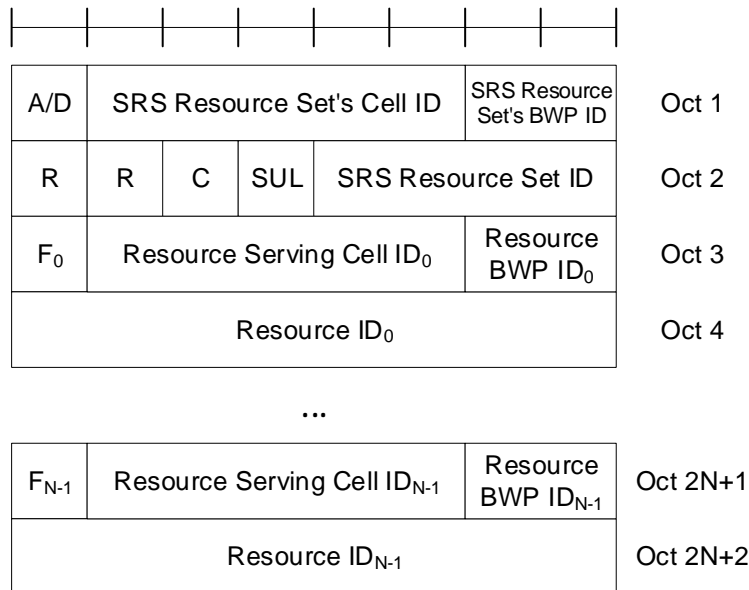 A/D SRS Resource Set's Cell ID SRS Resource Set's BWP ID Oct 1
R R C SUL SRS Resource Set ID Oct 2
F0 Resource Serving Cell ID0 Resource BWP ID0 Oct 3
Resource ID0 Oct 4
...
FN-1 Resource Serving Cell IDN-1 Resource BWP IDN-1 Oct 2N+1
Resource IDN-1 Oct 2N+2